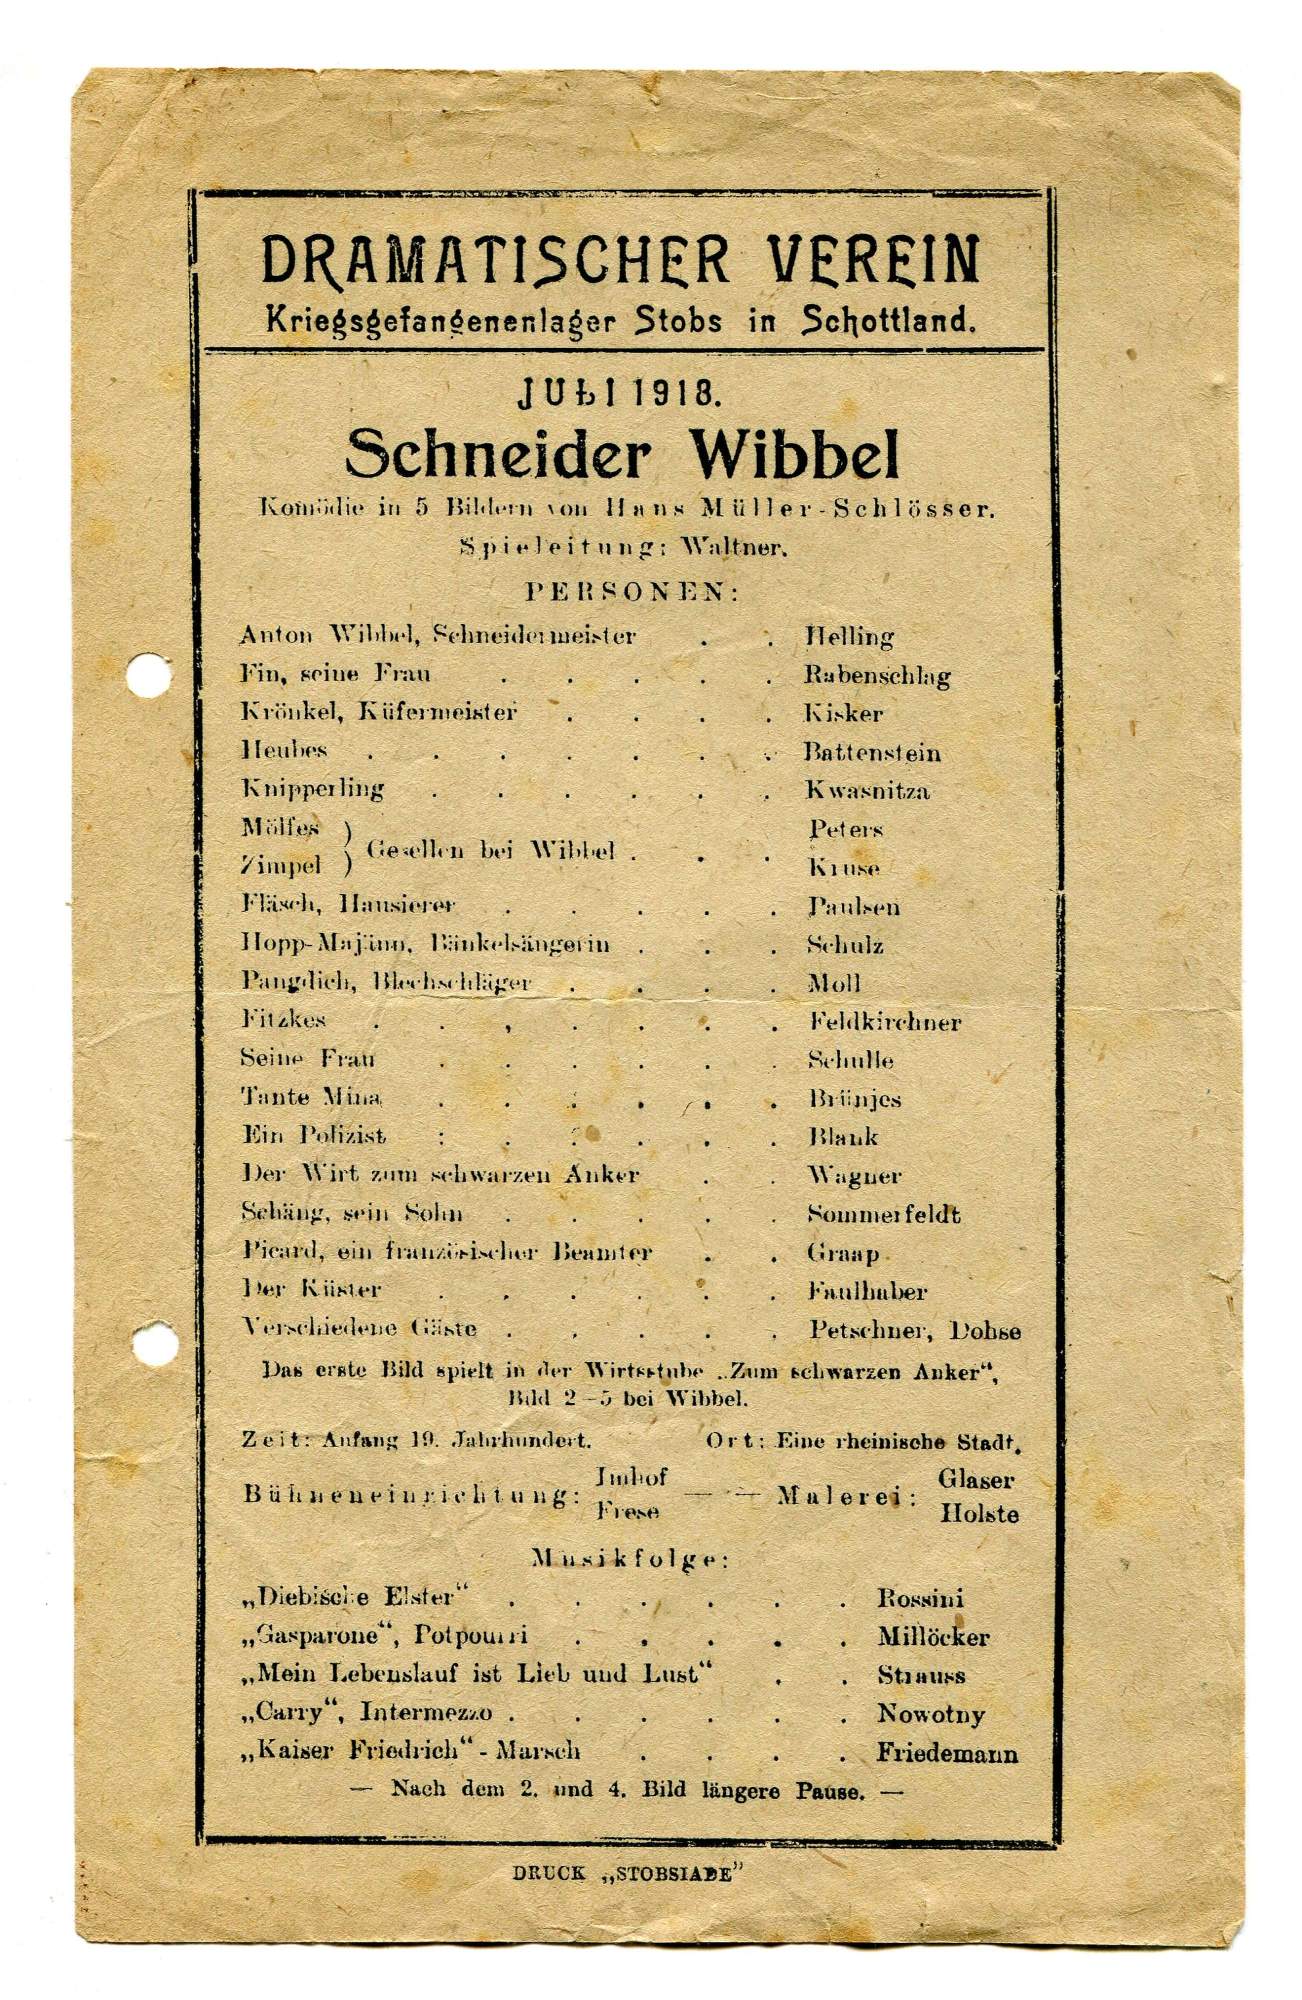 DRAMATISCHER VEREIN
Kriegsgefangenenlager Stobs in Schottland.
JULI 1918.
Schneider Wibbel
Komödie in 5 Bildern von Hans Müller-Schlösser.
Spielleitung: Waltner.
PERSONEN:
Anton Wibbel, Schneidermeister . . Helling
Fin, seine Frau . . . . . Rabenschlag
Krönkel, Küfermeister . . . . Kisker
Heubes . . . . . . . Battenstein
Knipperling . . . . . . Kwasnitza
Mölfes } Peters
Gesellen bei Wibbel . . .
Zimpel } Kruse
Fläsch, Hausierer . . . . . Paulsen
Hopp-Majänn, Bänkelsängerin . . . Schulz
Pangdich, Blechschläger . . . . Moll
Fitzkes . . , . . . . Feldkirchner
Seine Frau . . . . . . Schulle
Tante Mina . . . . . . Brünjes
Ein Polizist : . . . . . Blank
Der Wirt zum schwarzen Anker . . Wagner
Schäng, sein Sohn . . . . . Sommerfeldt
Picard, ein französischer Beamter . . Graap
Der Küster . . . . . . Faulhaber
Verschiedene Gäste . . . . . Petschner, Dohse
Das erste Bild spielt in der Wirtsstube „Zum schwarzen Anker“,
Bild 2—5 bei Wibbel.
Zeit: Anfang 19. Jahrhundert. Ort: Eine rheinische Stadt.
Bühneneinrichtung: Imhof — — Malerei: Glaser
Frese Holste
Musikfolge:
„Diebische Elster“ . . . . . . Rossini
„Gasparone“, Potpourri . . . . . Millöcker
„Mein Lebenslauf ist Lieb und Lust“ . . Strauss
„Carry“, Intermezzo . . . . . . Nowotny
„Kaiser Friedrich“ - Marsch . . . . Friedemann
— Nach dem 2. und 4. Bild längere Pause. —
DRUCK „STOBSIADE”